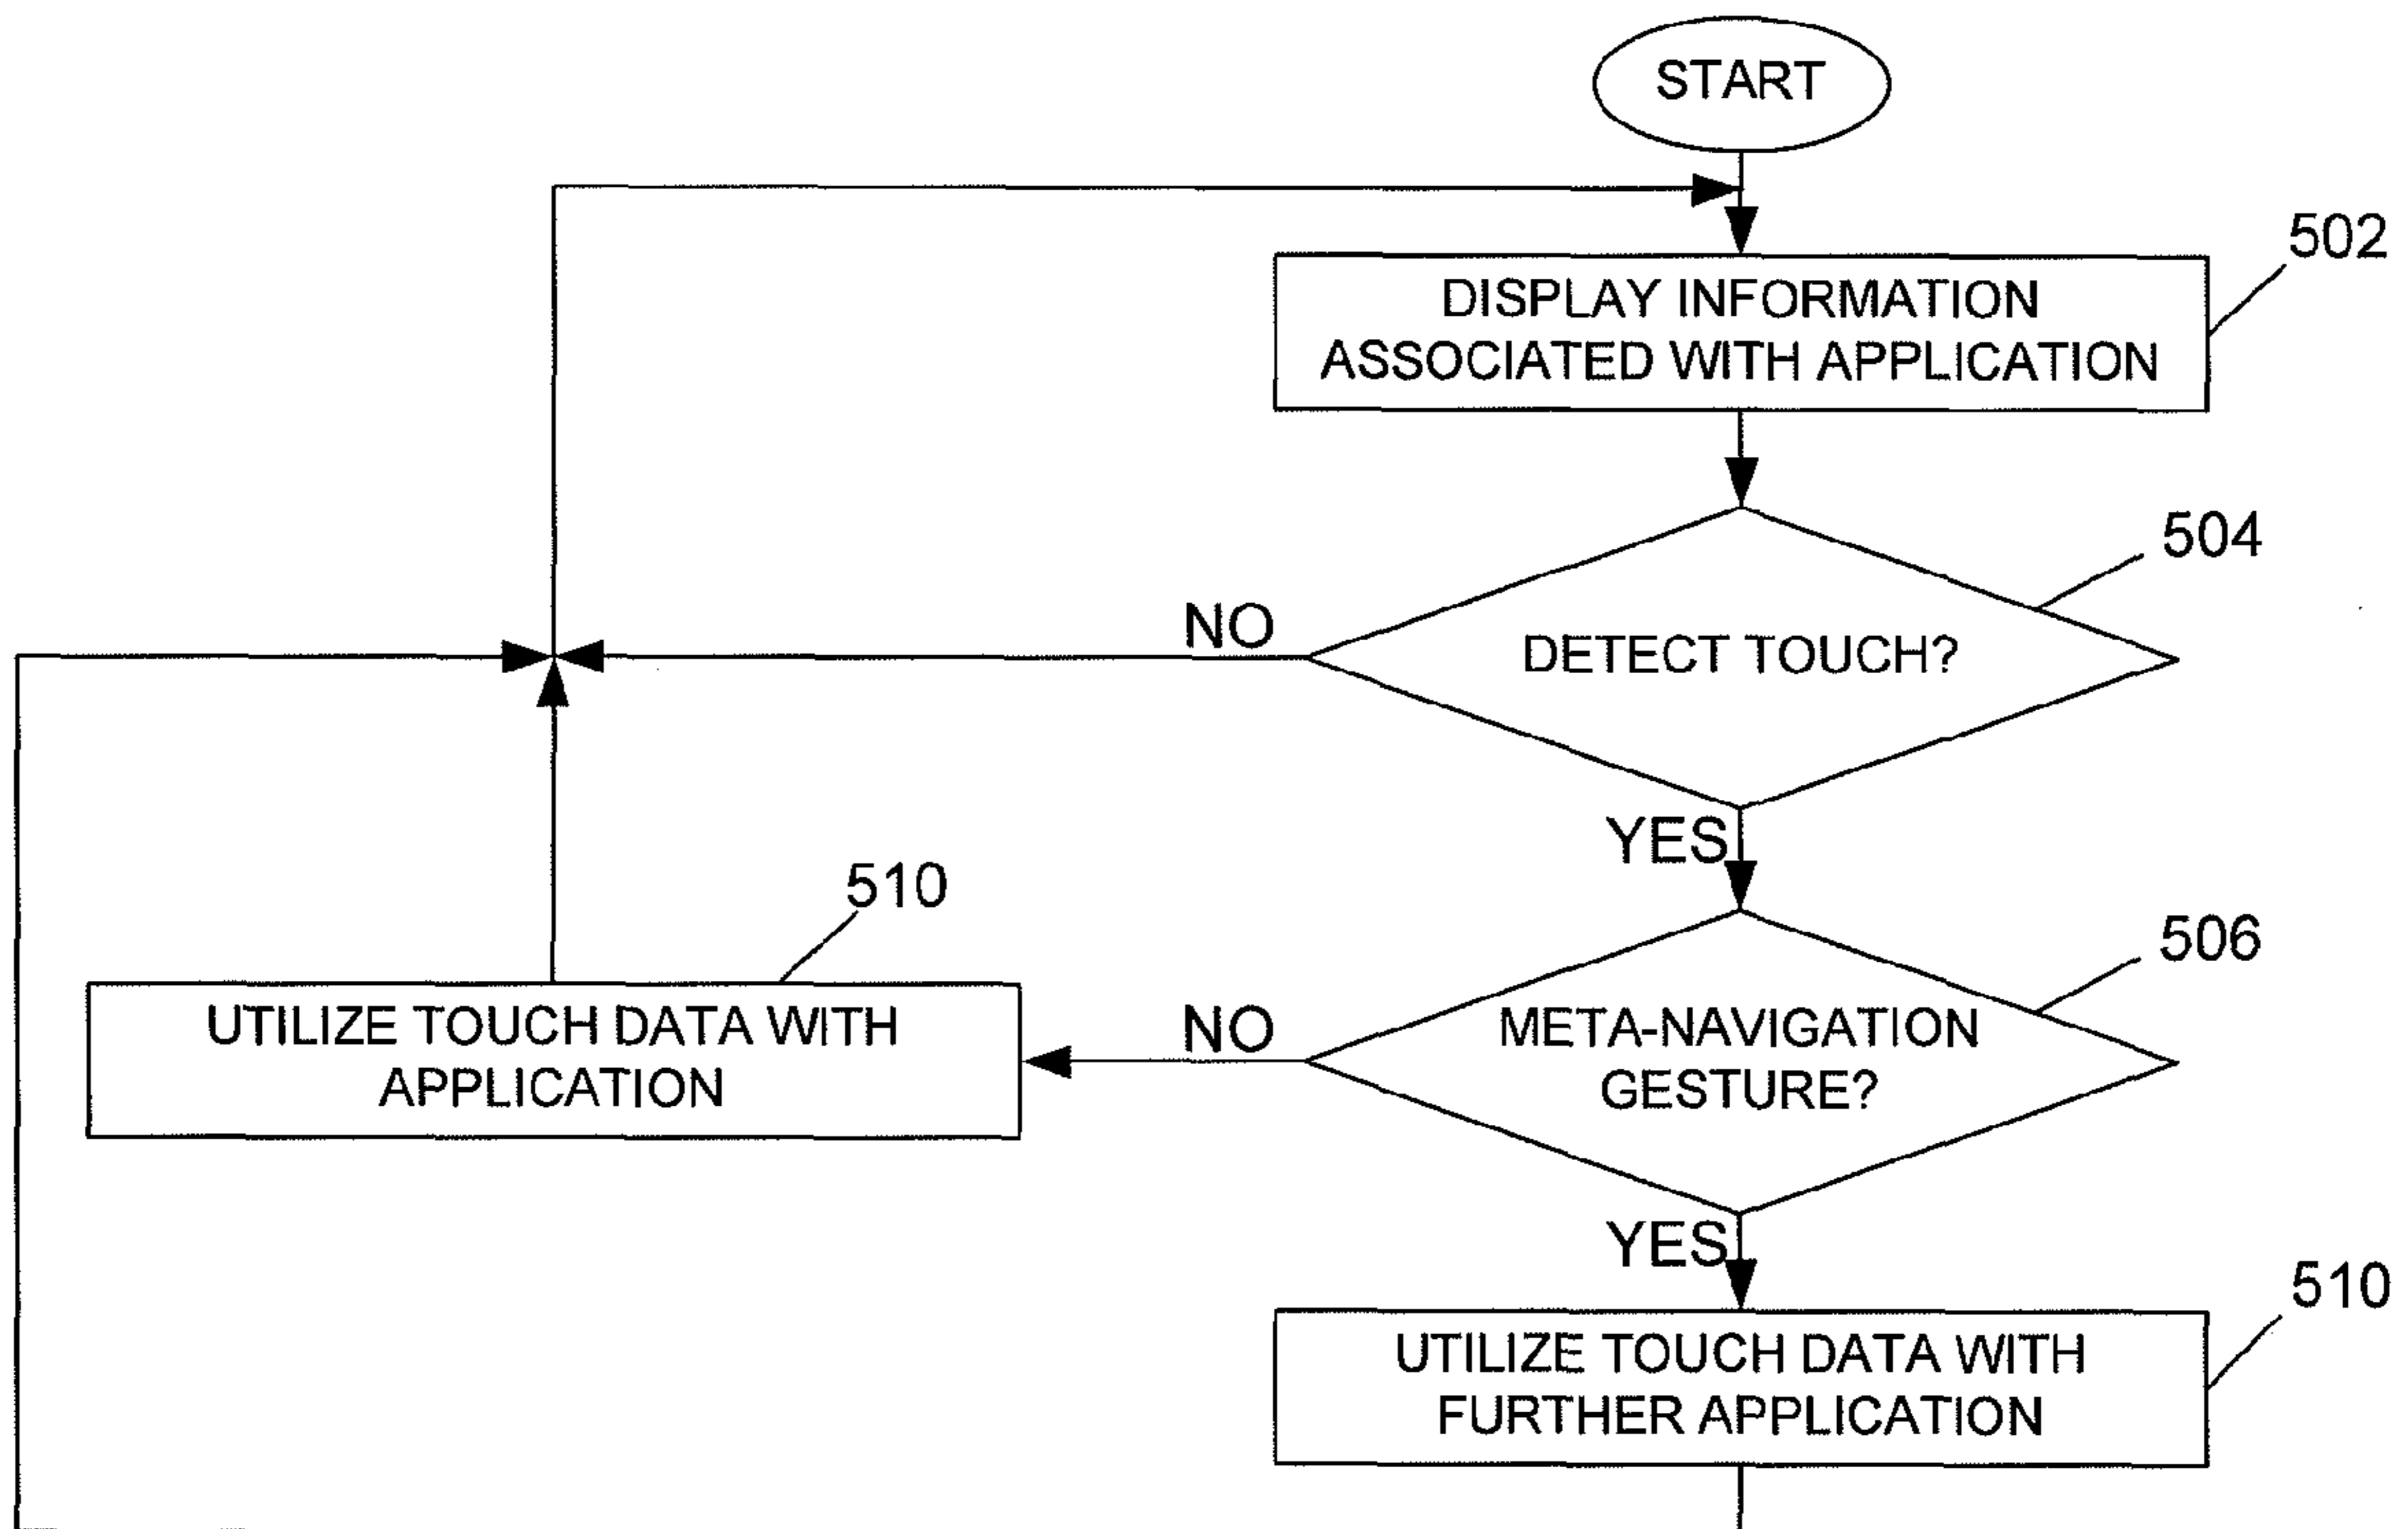 START
502
DISPLAY INFORMATION
ASSOCIATED WITH APPLICATION
504
NO
DETECT TOUCH?
YES
510
506
UTILIZE TOUCH DATA WITH
APPLICATION
NO
META-NAVIGATION
GESTURE?
YES
510
UTILIZE TOUCH DATA WITH
FURTHER APPLICATION